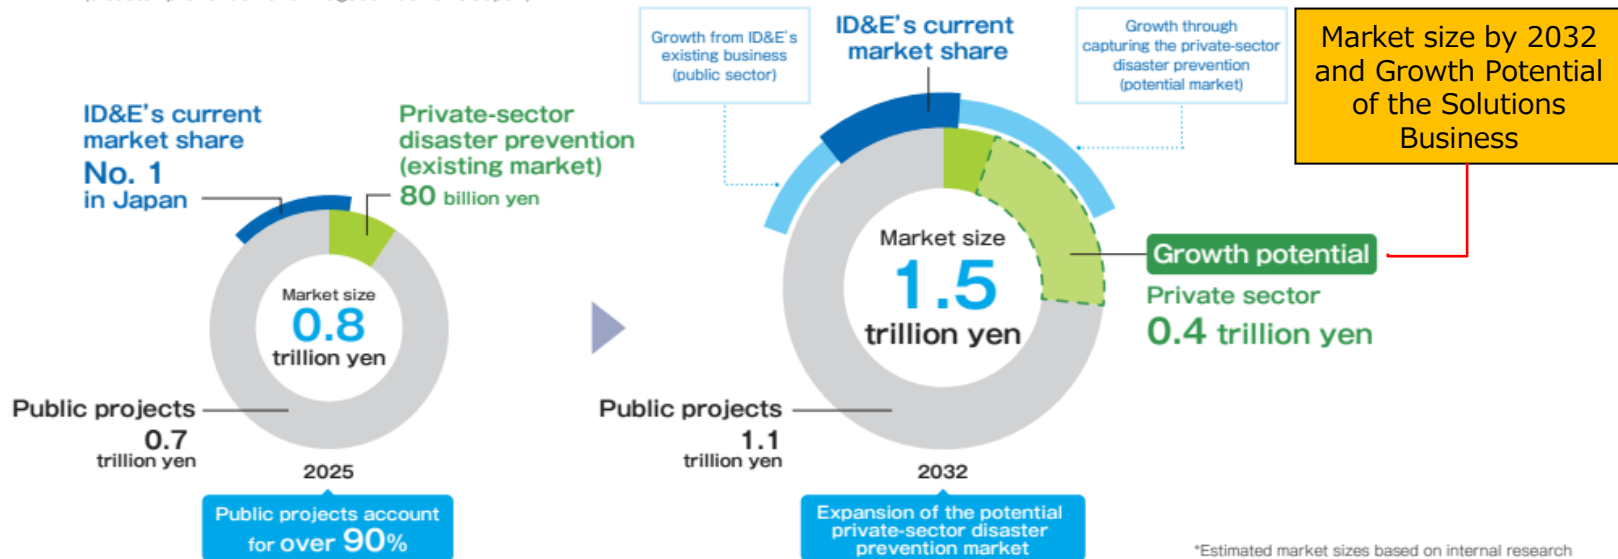 ID&E's current
market share
No. 1
in Japan
Private-sector
disaster prevention
(existing market)
80 billion yen
Market size
0.8
trillion yen
Public projects
0.7
trillion yen
2025
Public projects account
for over 90%
Growth from ID&E's
existing business
(public sector)
ID&E's current
market share
Growth through
capturing the private-sector
disaster prevention
(potential market)
Market size by 2032
and Growth Potential
of the Solutions
Business
Market size
1.5
trillion yen
Growth potential
Private sector
0.4 trillion yen
Public projects
1.1
trillion yen
2032
Expansion of the potential
private-sector disaster
prevention market
*Estimated market sizes based on internal research